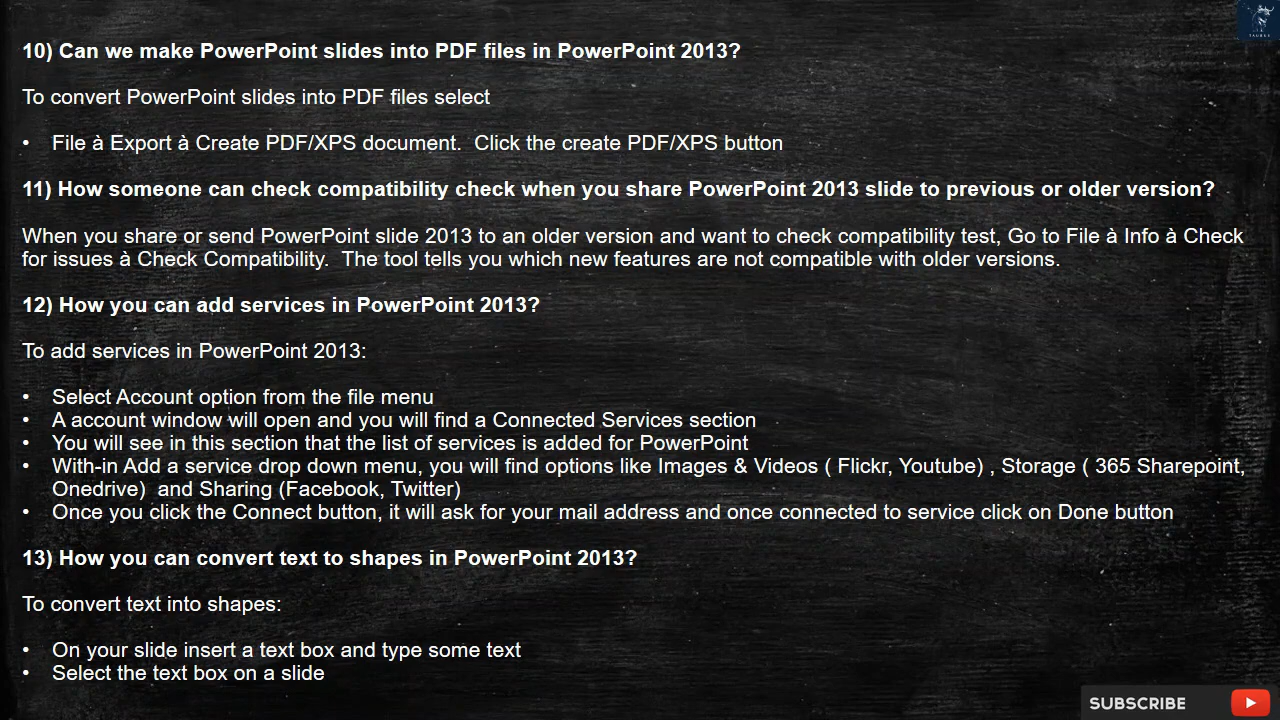 10) Can we make PowerPoint slides into PDF files in PowerPoint 2013?
To convert PowerPoint slides into PDF files select
• File à Export à Create PDF/XPS document.  Click the create PDF/XPS button
11) How someone can check compatibility check when you share PowerPoint 2013 slide to previous or older version?
When you share or send PowerPoint slide 2013 to an older version and want to check compatibility test, Go to File à Info à Check
for issues à Check Compatibility.  The tool tells you which new features are not compatible with older versions.
12) How you can add services in PowerPoint 2013?
To add services in PowerPoint 2013:
• Select Account option from the file menu
• A account window will open and you will find a Connected Services section
• You will see in this section that the list of services is added for PowerPoint
• With-in Add a service drop down menu, you will find options like Images & Videos ( Flickr, Youtube) , Storage ( 365 Sharepoint,
Onedrive)  and Sharing (Facebook, Twitter)
• Once you click the Connect button, it will ask for your mail address and once connected to service click on Done button
13) How you can convert text to shapes in PowerPoint 2013?
To convert text into shapes:
• On your slide insert a text box and type some text
• Select the text box on a slide
SUBSCRIBE